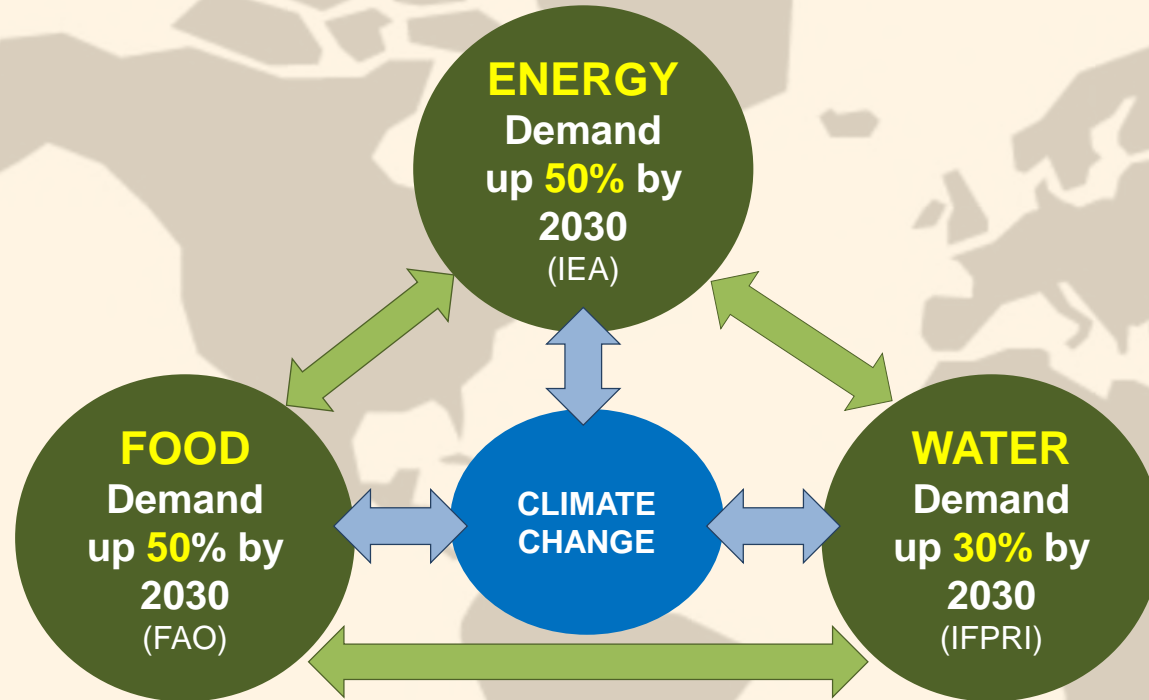 ENERGY
Demand
up 50% by
2030
(IEA)
FOOD
Demand
up 50% by
2030
(FAO)
CLIMATE
CHANGE
WATER
Demand
up 30% by
2030
(IFPRI)